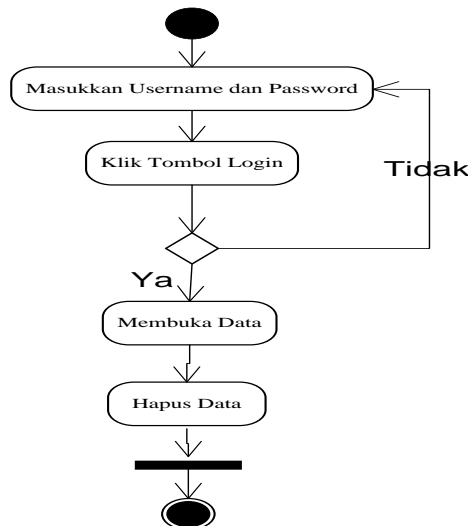 Masukkan Username dan Password
Klik Tombol Login
Tidak
Ya
Membuka Data
Hapus Data